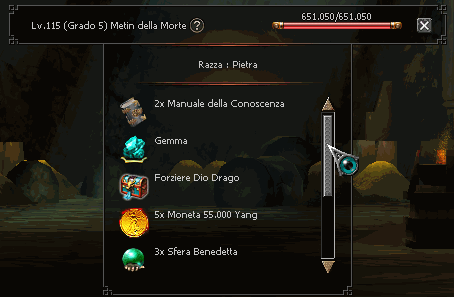 Lv.115 (Grado 5) Metin della Morte ?
651.050/651.050
Razza : Pietra
2x Manuale della Conoscenza
Gemma
Forziere Dio Drago
5x Moneta 55.000 Yang
3x Sfera Benedetta